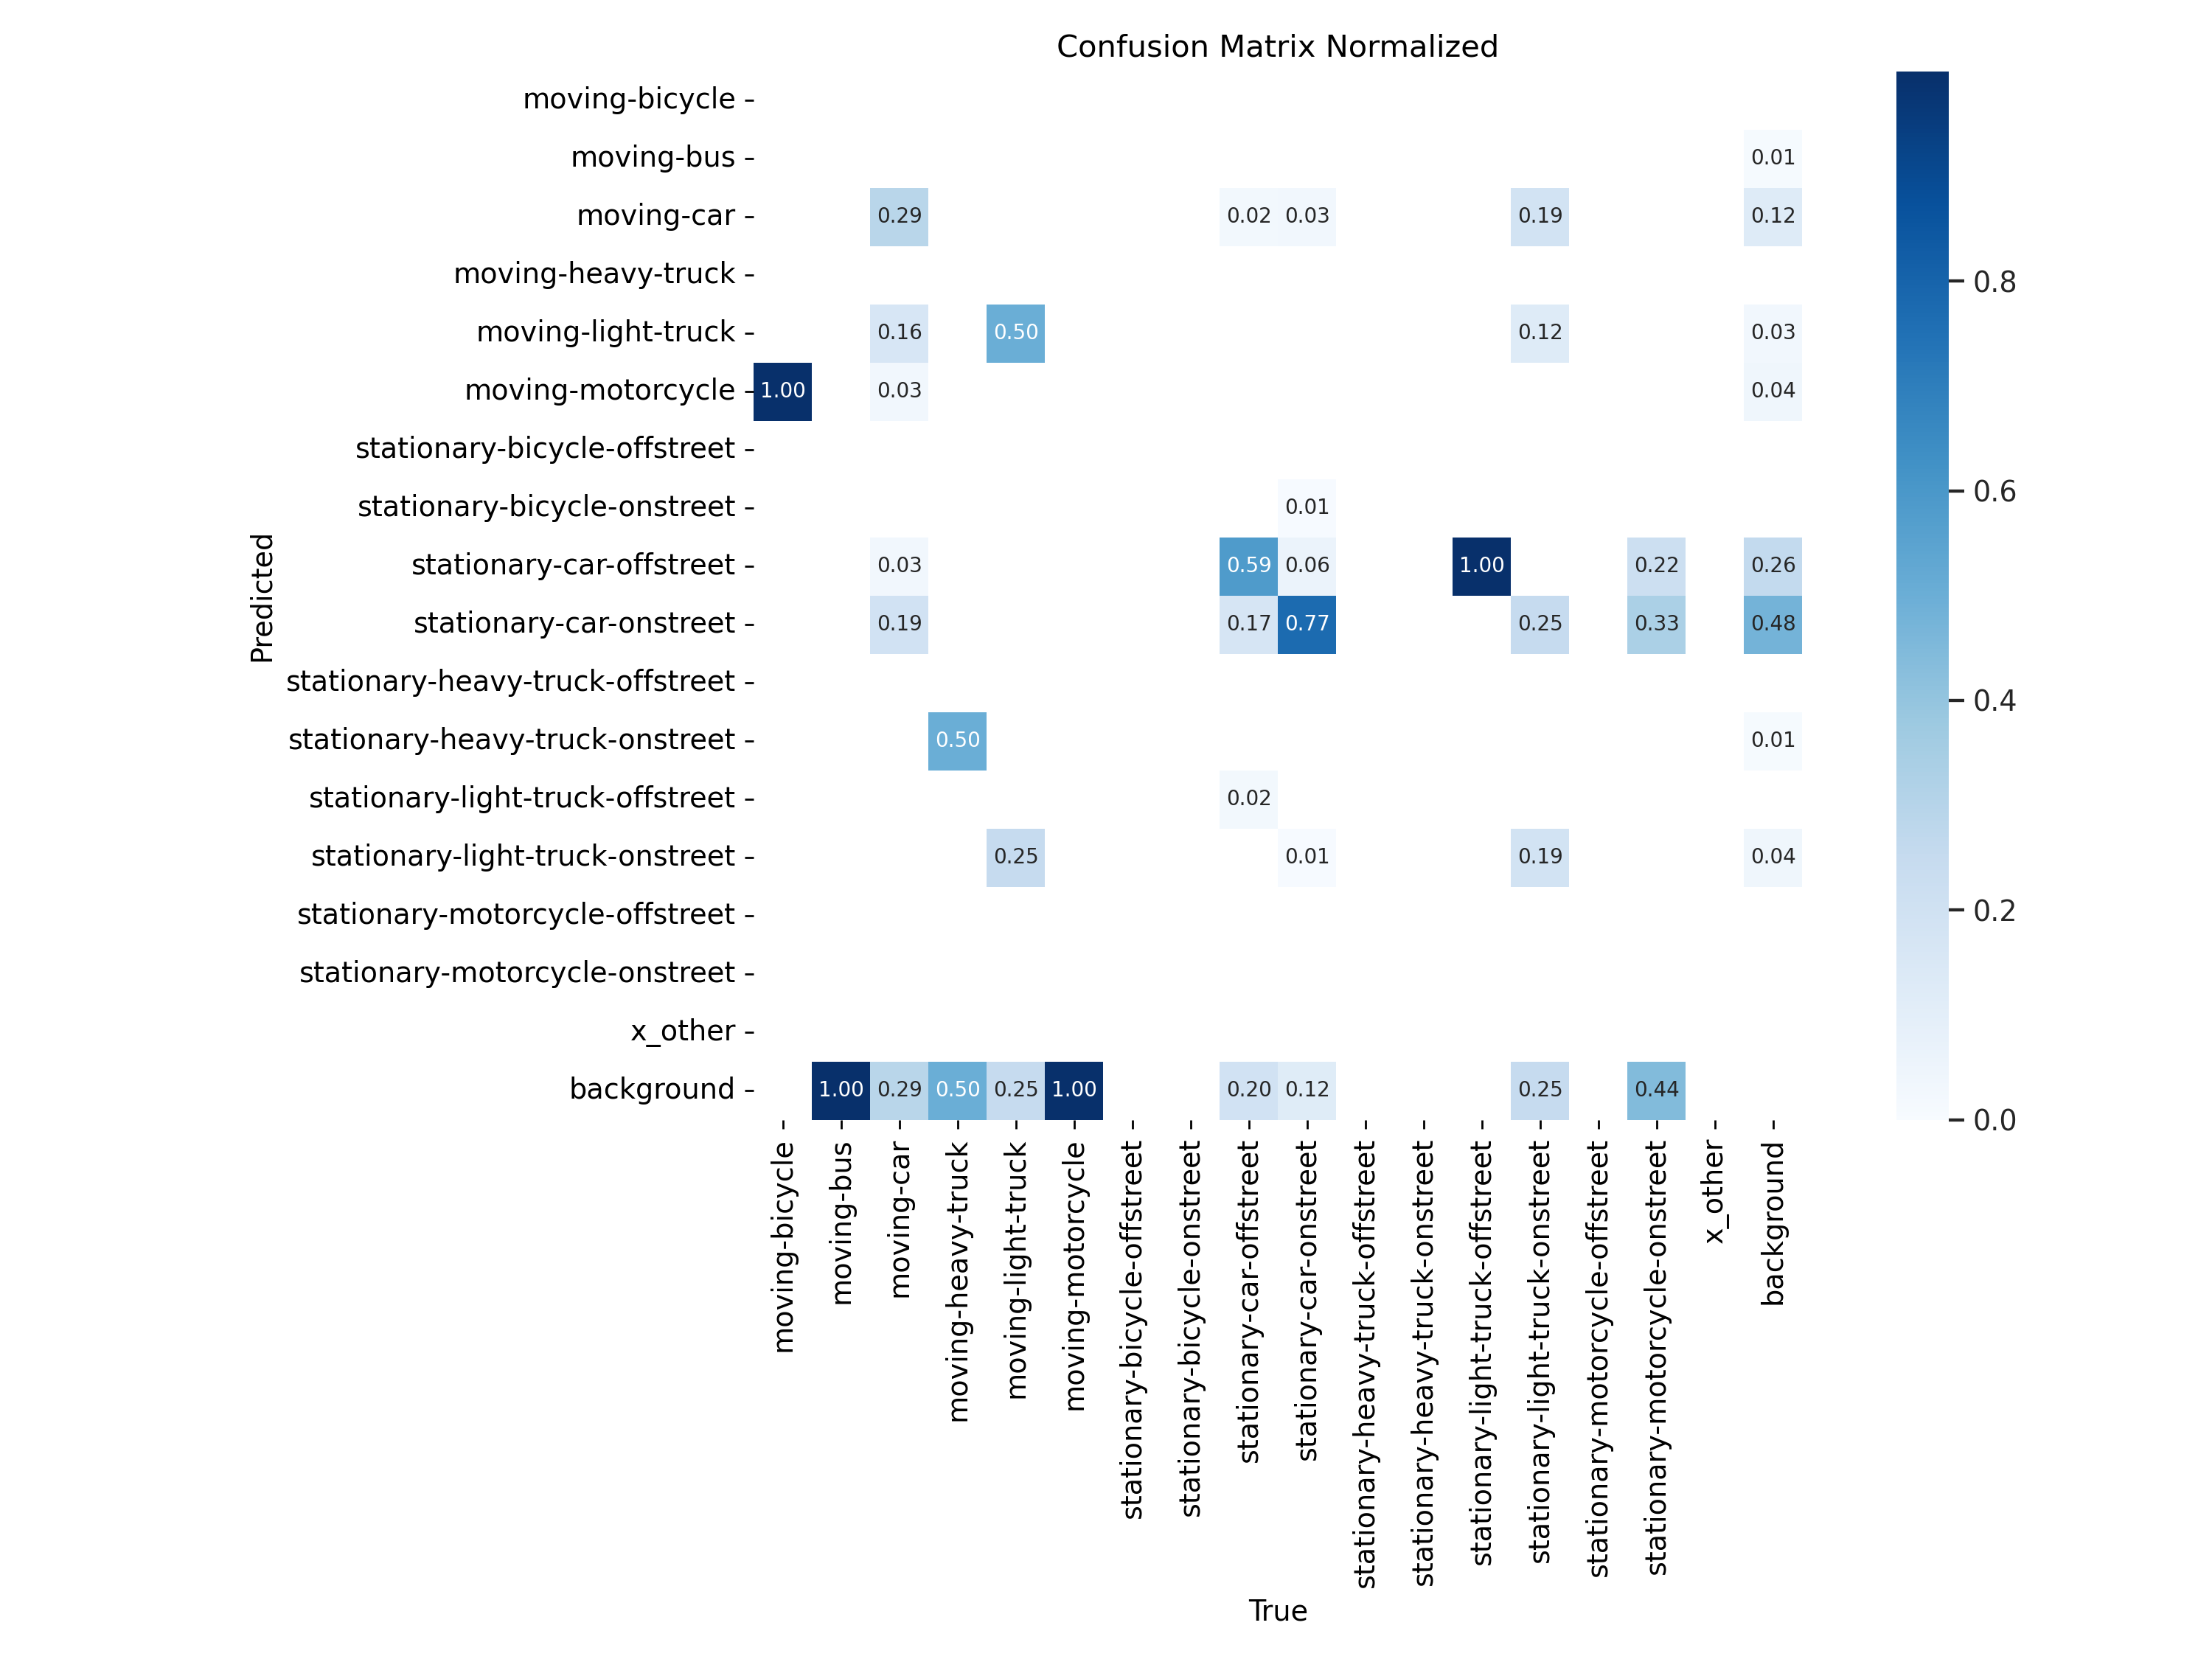 Confusion Matrix Normalized
moving-bicycle
moving-bus 0.01
moving-car 0.29 0.02 0.03 0.19 0.12
moving-heavy-truck
moving-light-truck 0.16 0.50 0.12 0.03
moving-motorcycle 1.00 0.03 0.04
stationary-bicycle-offstreet
stationary-bicycle-onstreet 0.01
stationary-car-offstreet 0.03 0.59 0.06 1.00 0.22 0.26
stationary-car-onstreet 0.19 0.17 0.77 0.25 0.33 0.48
stationary-heavy-truck-offstreet
stationary-heavy-truck-onstreet 0.50 0.01
stationary-light-truck-offstreet 0.02
stationary-light-truck-onstreet 0.25 0.01 0.19 0.04
stationary-motorcycle-offstreet
stationary-motorcycle-onstreet
x_other
background 1.00 0.29 0.50 0.25 1.00 0.20 0.12 0.25 0.44
Predicted
moving-bicycle
moving-bus
moving-car
moving-heavy-truck
moving-light-truck
moving-motorcycle
stationary-bicycle-offstreet
stationary-bicycle-onstreet
stationary-car-offstreet
stationary-car-onstreet
stationary-heavy-truck-offstreet
stationary-heavy-truck-onstreet
stationary-light-truck-offstreet
stationary-light-truck-onstreet
stationary-motorcycle-offstreet
stationary-motorcycle-onstreet
x_other
background
True
0.8
0.6
0.4
0.2
0.0